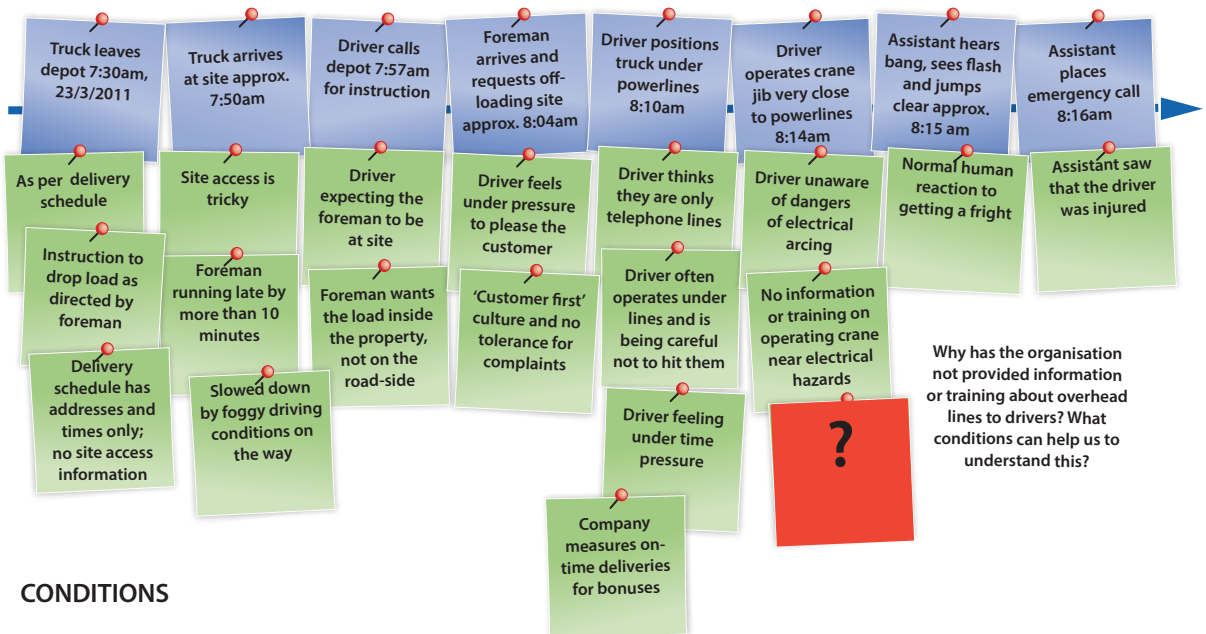 Truck leaves
depot 7:30am,
23/3/2011
Truck arrives
at site approx.
7:50am
Driver calls
depot 7:57am
for instruction
Foreman
arrives and
requests off-
loading site
approx. 8:04am
Driver positions
truck under
powerlines
8:10am
Driver
operates crane
jib very close
to powerlines
8:14am
Assistant hears
bang, sees flash
and jumps
clear approx.
8:15 am
Assistant
places
emergency call
8:16am
As per delivery
schedule
Instruction to
drop load as
directed by
foreman
Delivery
schedule has
addresses and
times only;
no site access
information
Site access is
tricky
Foreman
running late by
more than 10
minutes
Slowed down
by foggy driving
conditions on
the way
Driver
expecting the
foreman to be
at site
Foreman wants
the load inside
the property,
not on the
road-side
Driver feels
under pressure
to please the
customer
‘Customer first’
culture and no
tolerance for
complaints
Driver thinks
they are only
telephone lines
Driver often
operates under
lines and is
being careful
not to hit them
Driver feeling
under time
pressure
Company
measures on-
time deliveries
for bonuses
Driver unaware
of dangers
of electrical
arcing
No information
or training on
operating crane
near electrical
hazards
?
Normal human
reaction to
getting a fright
Assistant saw
that the driver
was injured
Why has the organisation
not provided information
or training about overhead
lines to drivers? What
conditions can help us to
understand this?
CONDITIONS